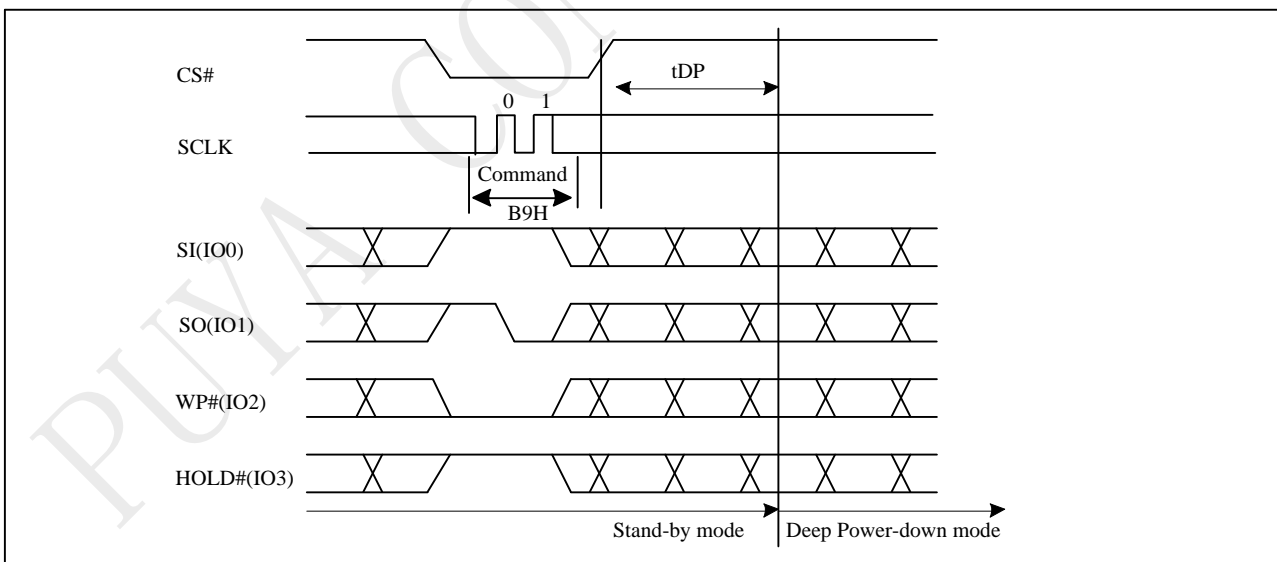 CS#
tDP
0 1
SCLK
Command
B9H
SI(IO0)
SO(IO1)
WP#(IO2)
HOLD#(IO3)
Stand-by mode Deep Power-down mode
PUYA CO